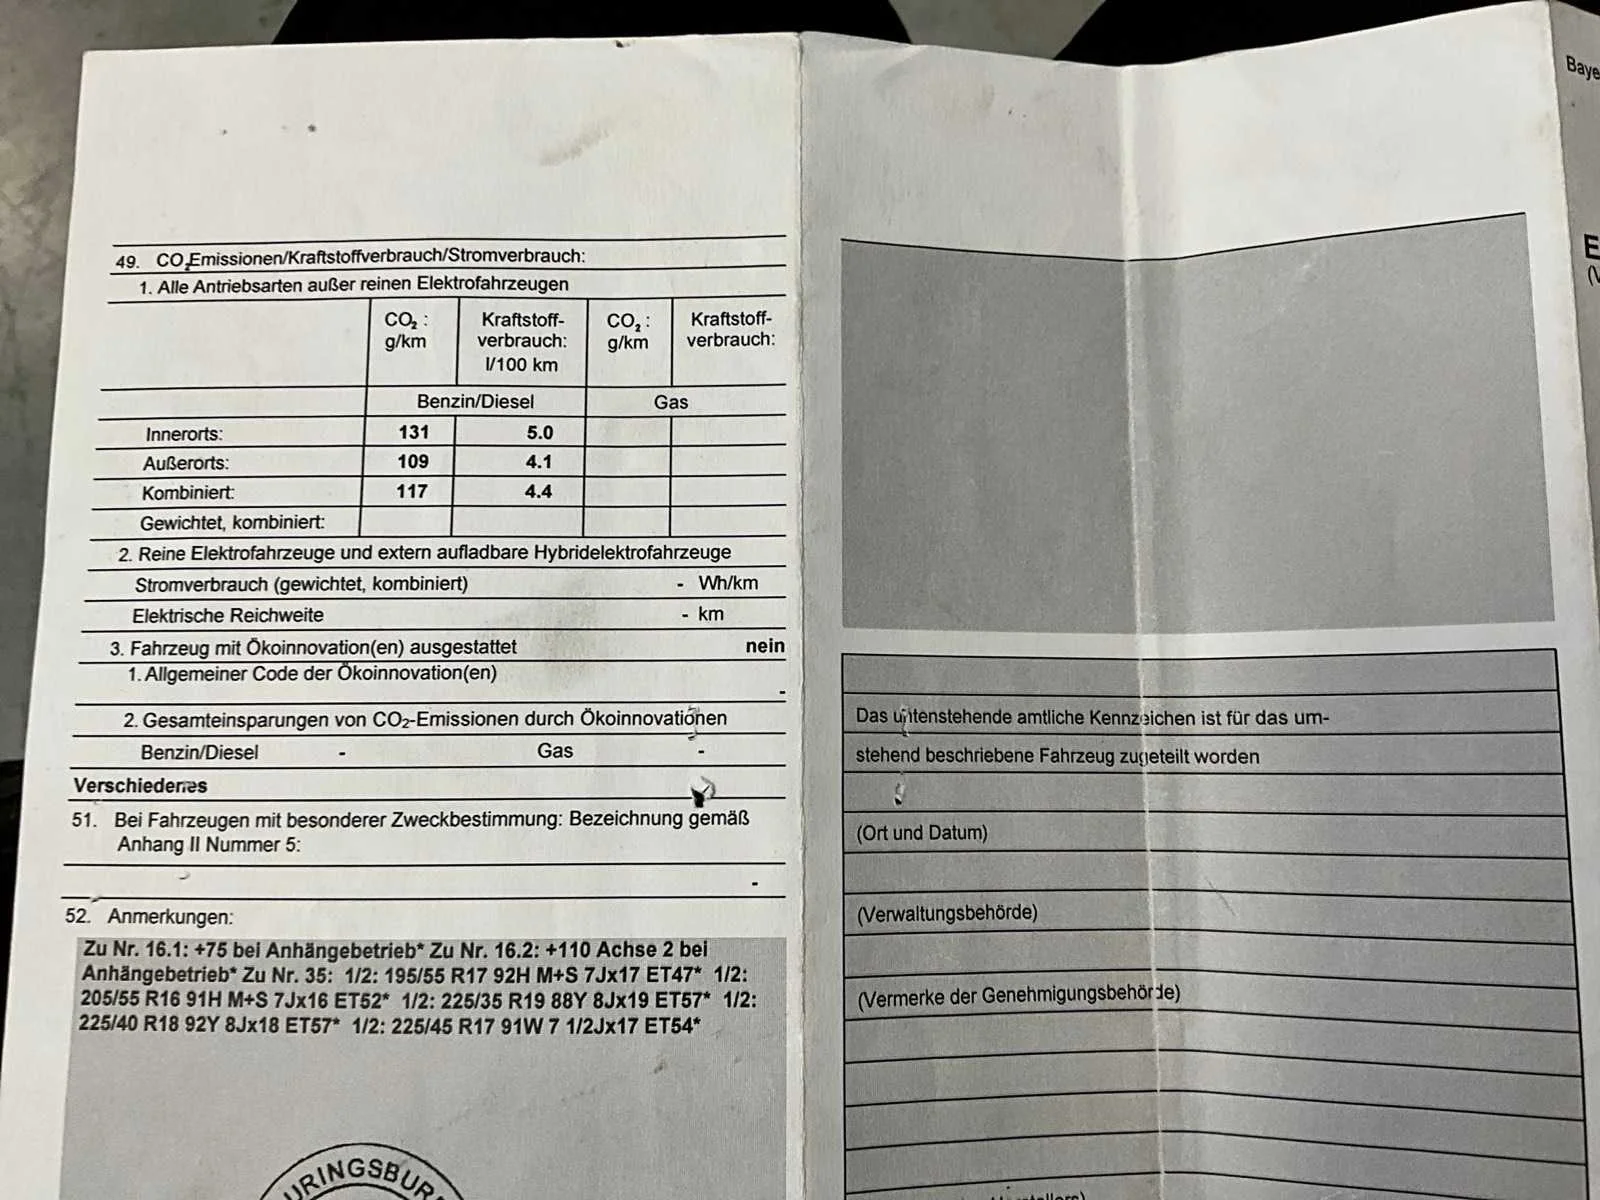 49. CO₂Emissionen/Kraftstoffverbrauch/Stromverbrauch:
1. Alle Antriebsarten außer reinen Elektrofahrzeugen
CO₂ : Kraftstoff- CO₂ : Kraftstoff-
g/km verbrauch: g/km verbrauch:
l/100 km
Benzin/Diesel Gas
Innerorts: 131 5.0
Außerorts: 109 4.1
Kombiniert: 117 4.4
Gewichtet, kombiniert:
2. Reine Elektrofahrzeuge und extern aufladbare Hybridelektrofahrzeuge
Stromverbrauch (gewichtet, kombiniert) - Wh/km
Elektrische Reichweite - km
3. Fahrzeug mit Ökoinnovation(en) ausgestattet nein
1. Allgemeiner Code der Ökoinnovation(en)
-
2. Gesamteinsparungen von CO₂-Emissionen durch Ökoinnovationen
Benzin/Diesel - Gas -
Verschiedenes
51. Bei Fahrzeugen mit besonderer Zweckbestimmung: Bezeichnung gemäß
Anhang II Nummer 5:
-
52. Anmerkungen:
Zu Nr. 16.1: +75 bei Anhängebetrieb* Zu Nr. 16.2: +110 Achse 2 bei
Anhängebetrieb* Zu Nr. 35: 1/2: 195/55 R17 92H M+S 7Jx17 ET47* 1/2:
205/55 R16 91H M+S 7Jx16 ET52* 1/2: 225/35 R19 88Y 8Jx19 ET57* 1/2:
225/40 R18 92Y 8Jx18 ET57* 1/2: 225/45 R17 91W 7 1/2Jx17 ET54*
Das untenstehende amtliche Kennzeichen ist für das um-
stehend beschriebene Fahrzeug zugeteilt worden
(Ort und Datum)
(Verwaltungsbehörde)
(Vermerke der Genehmigungsbehörde)
Baye
E